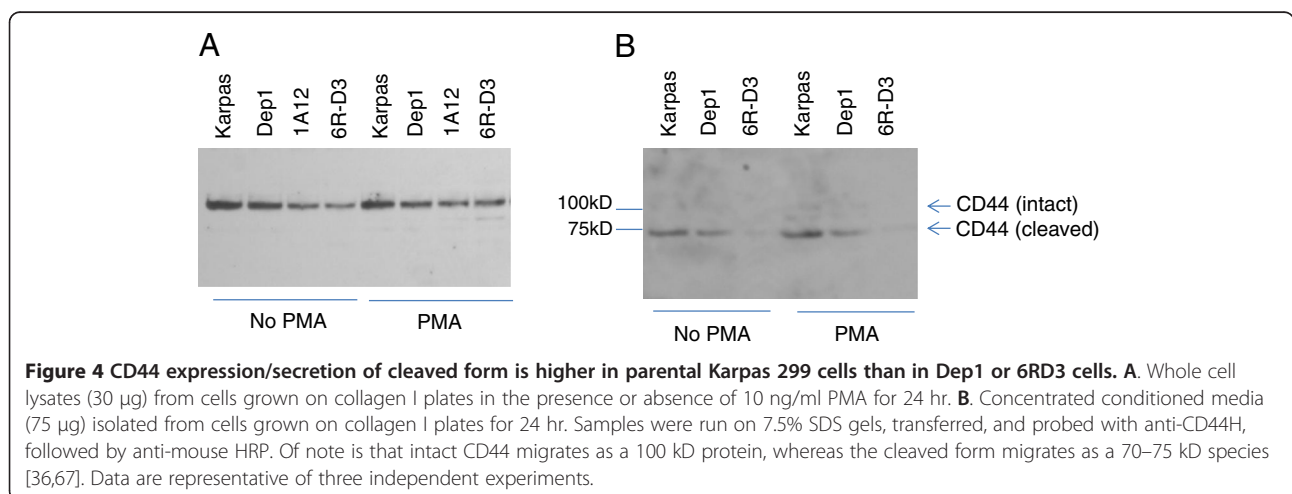 A
B
Karpas Dep1 1A12 6R-D3 Karpas Dep1 1A12 6R-D3
Karpas Dep1 6R-D3 Karpas Dep1 6R-D3
100kD
75kD
CD44 (intact)
CD44 (cleaved)
No PMA PMA
No PMA PMA
Figure 4 CD44 expression/secretion of cleaved form is higher in parental Karpas 299 cells than in Dep1 or 6RD3 cells. A. Whole cell
lysates (30 μg) from cells grown on collagen I plates in the presence or absence of 10 ng/ml PMA for 24 hr. B. Concentrated conditioned media
(75 μg) isolated from cells grown on collagen I plates for 24 hr. Samples were run on 7.5% SDS gels, transferred, and probed with anti-CD44H,
followed by anti-mouse HRP. Of note is that intact CD44 migrates as a 100 kD protein, whereas the cleaved form migrates as a 70–75 kD species
[36,67]. Data are representative of three independent experiments.